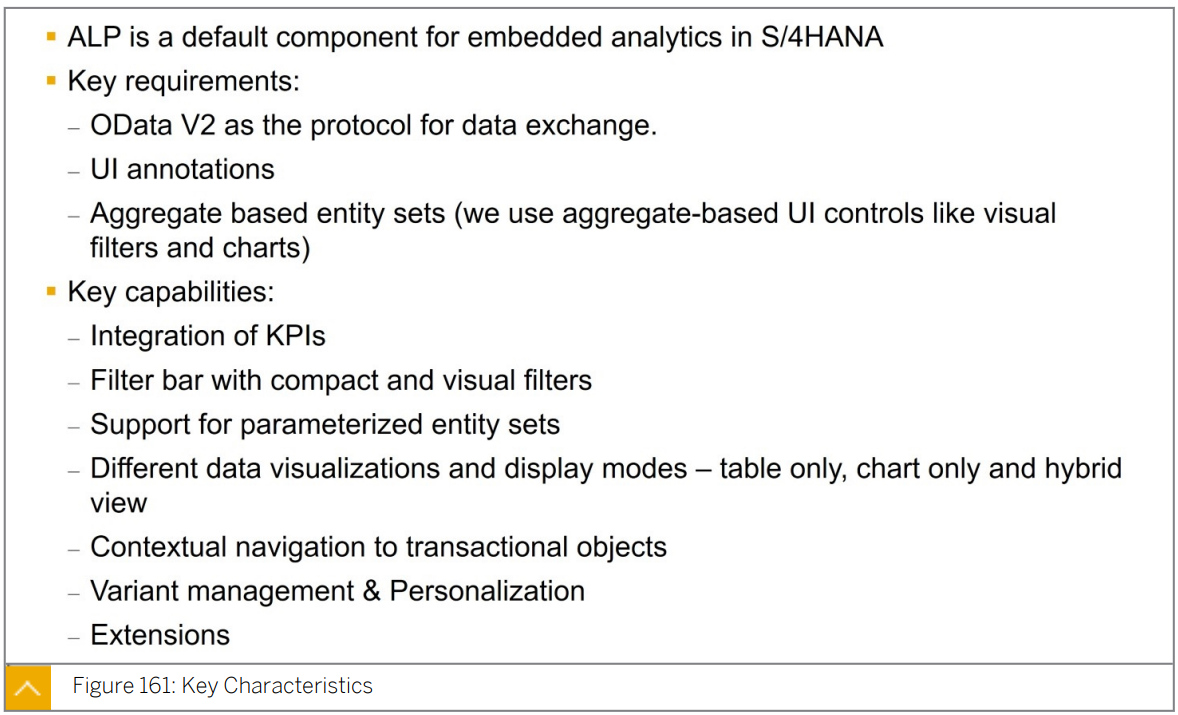 ALP is a default component for embedded analytics in S/4HANA
Key requirements:
– OData V2 as the protocol for data exchange.
– UI annotations
– Aggregate based entity sets (we use aggregate-based UI controls like visual
filters and charts)
Key capabilities:
– Integration of KPIs
– Filter bar with compact and visual filters
– Support for parameterized entity sets
– Different data visualizations and display modes – table only, chart only and hybrid
view
– Contextual navigation to transactional objects
– Variant management & Personalization
– Extensions
Figure 161: Key Characteristics